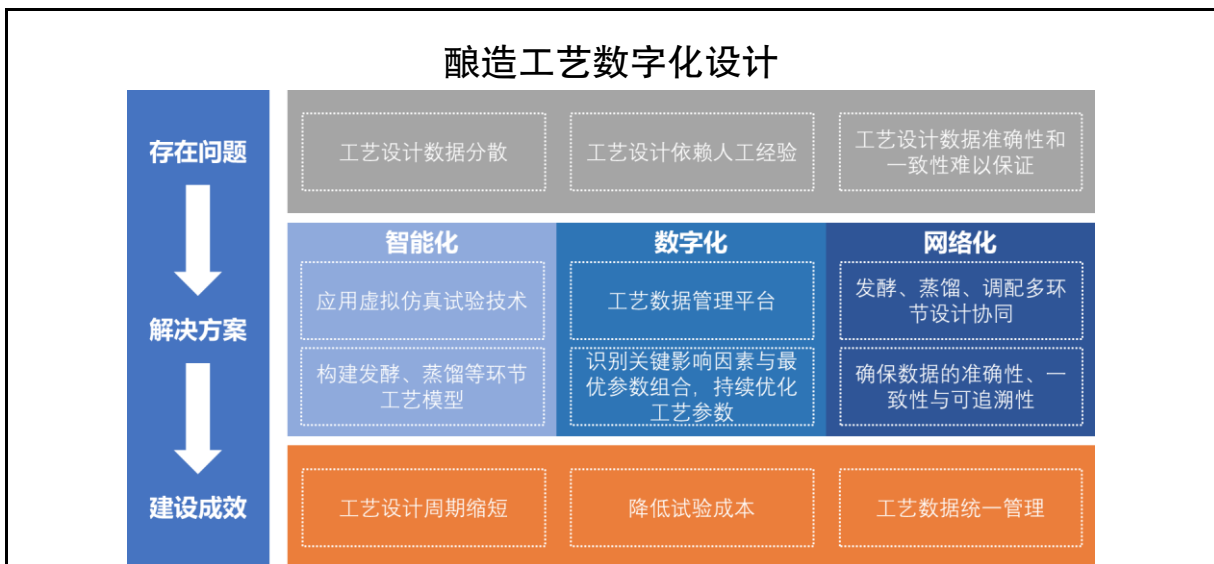 酿造工艺数字化设计
存在问题
工艺设计数据分散
工艺设计依赖人工经验
工艺设计数据准确性和
一致性难以保证
解决方案
智能化
应用虚拟仿真试验技术
构建发酵、蒸馏等环节
工艺模型
数字化
工艺数据管理平台
识别关键影响因素与最
优参数组合，持续优化
工艺参数
网络化
发酵、蒸馏、调配多环
节设计协同
确保数据的准确性、一
致性与可追溯性
建设成效
工艺设计周期缩短
降低试验成本
工艺数据统一管理